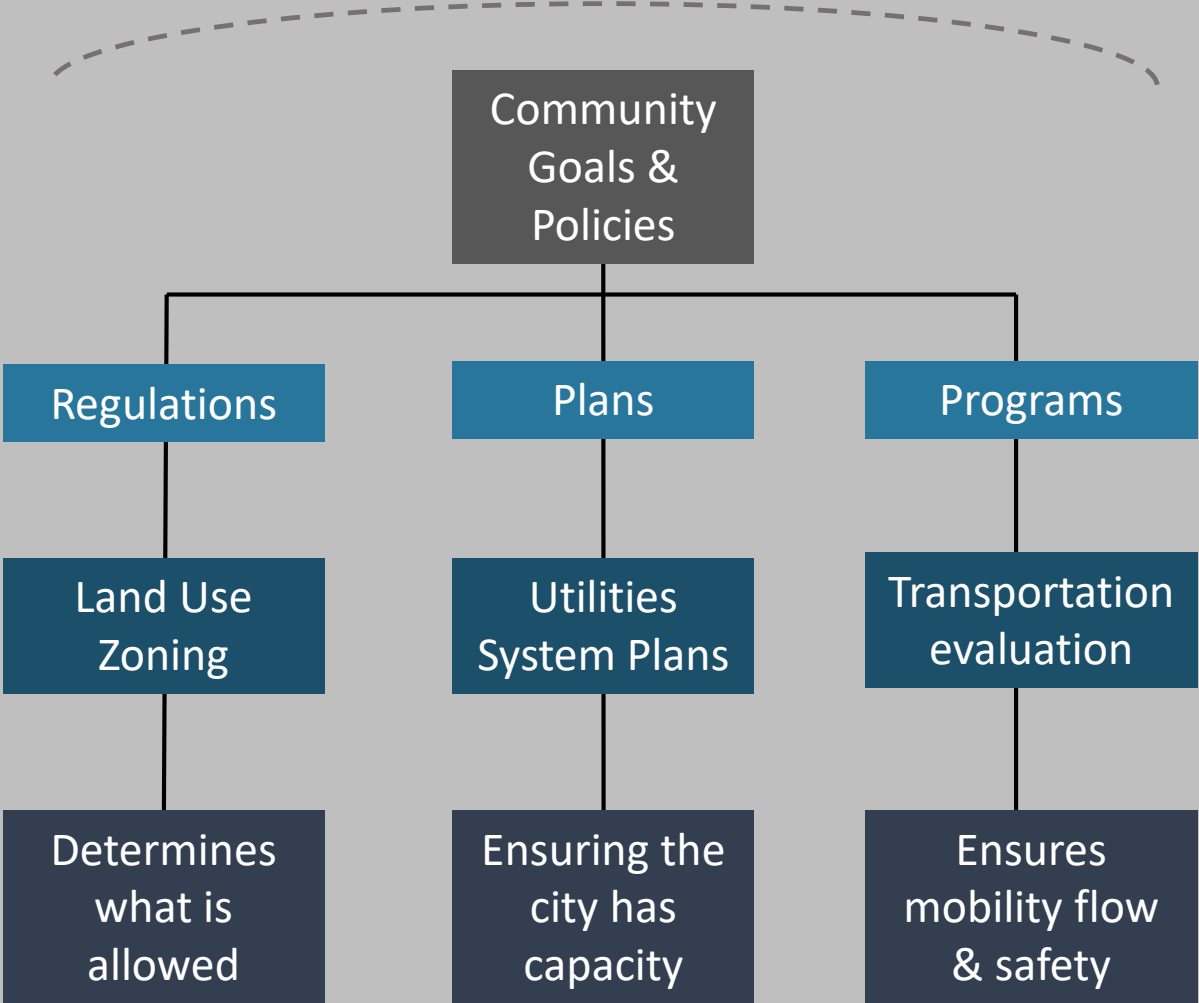 Community
Goals &
Policies
Regulations
Plans
Programs
Land Use
Zoning
Utilities
System Plans
Transportation
evaluation
Determines
what is
allowed
Ensuring the
city has
capacity
Ensures
mobility flow
& safety